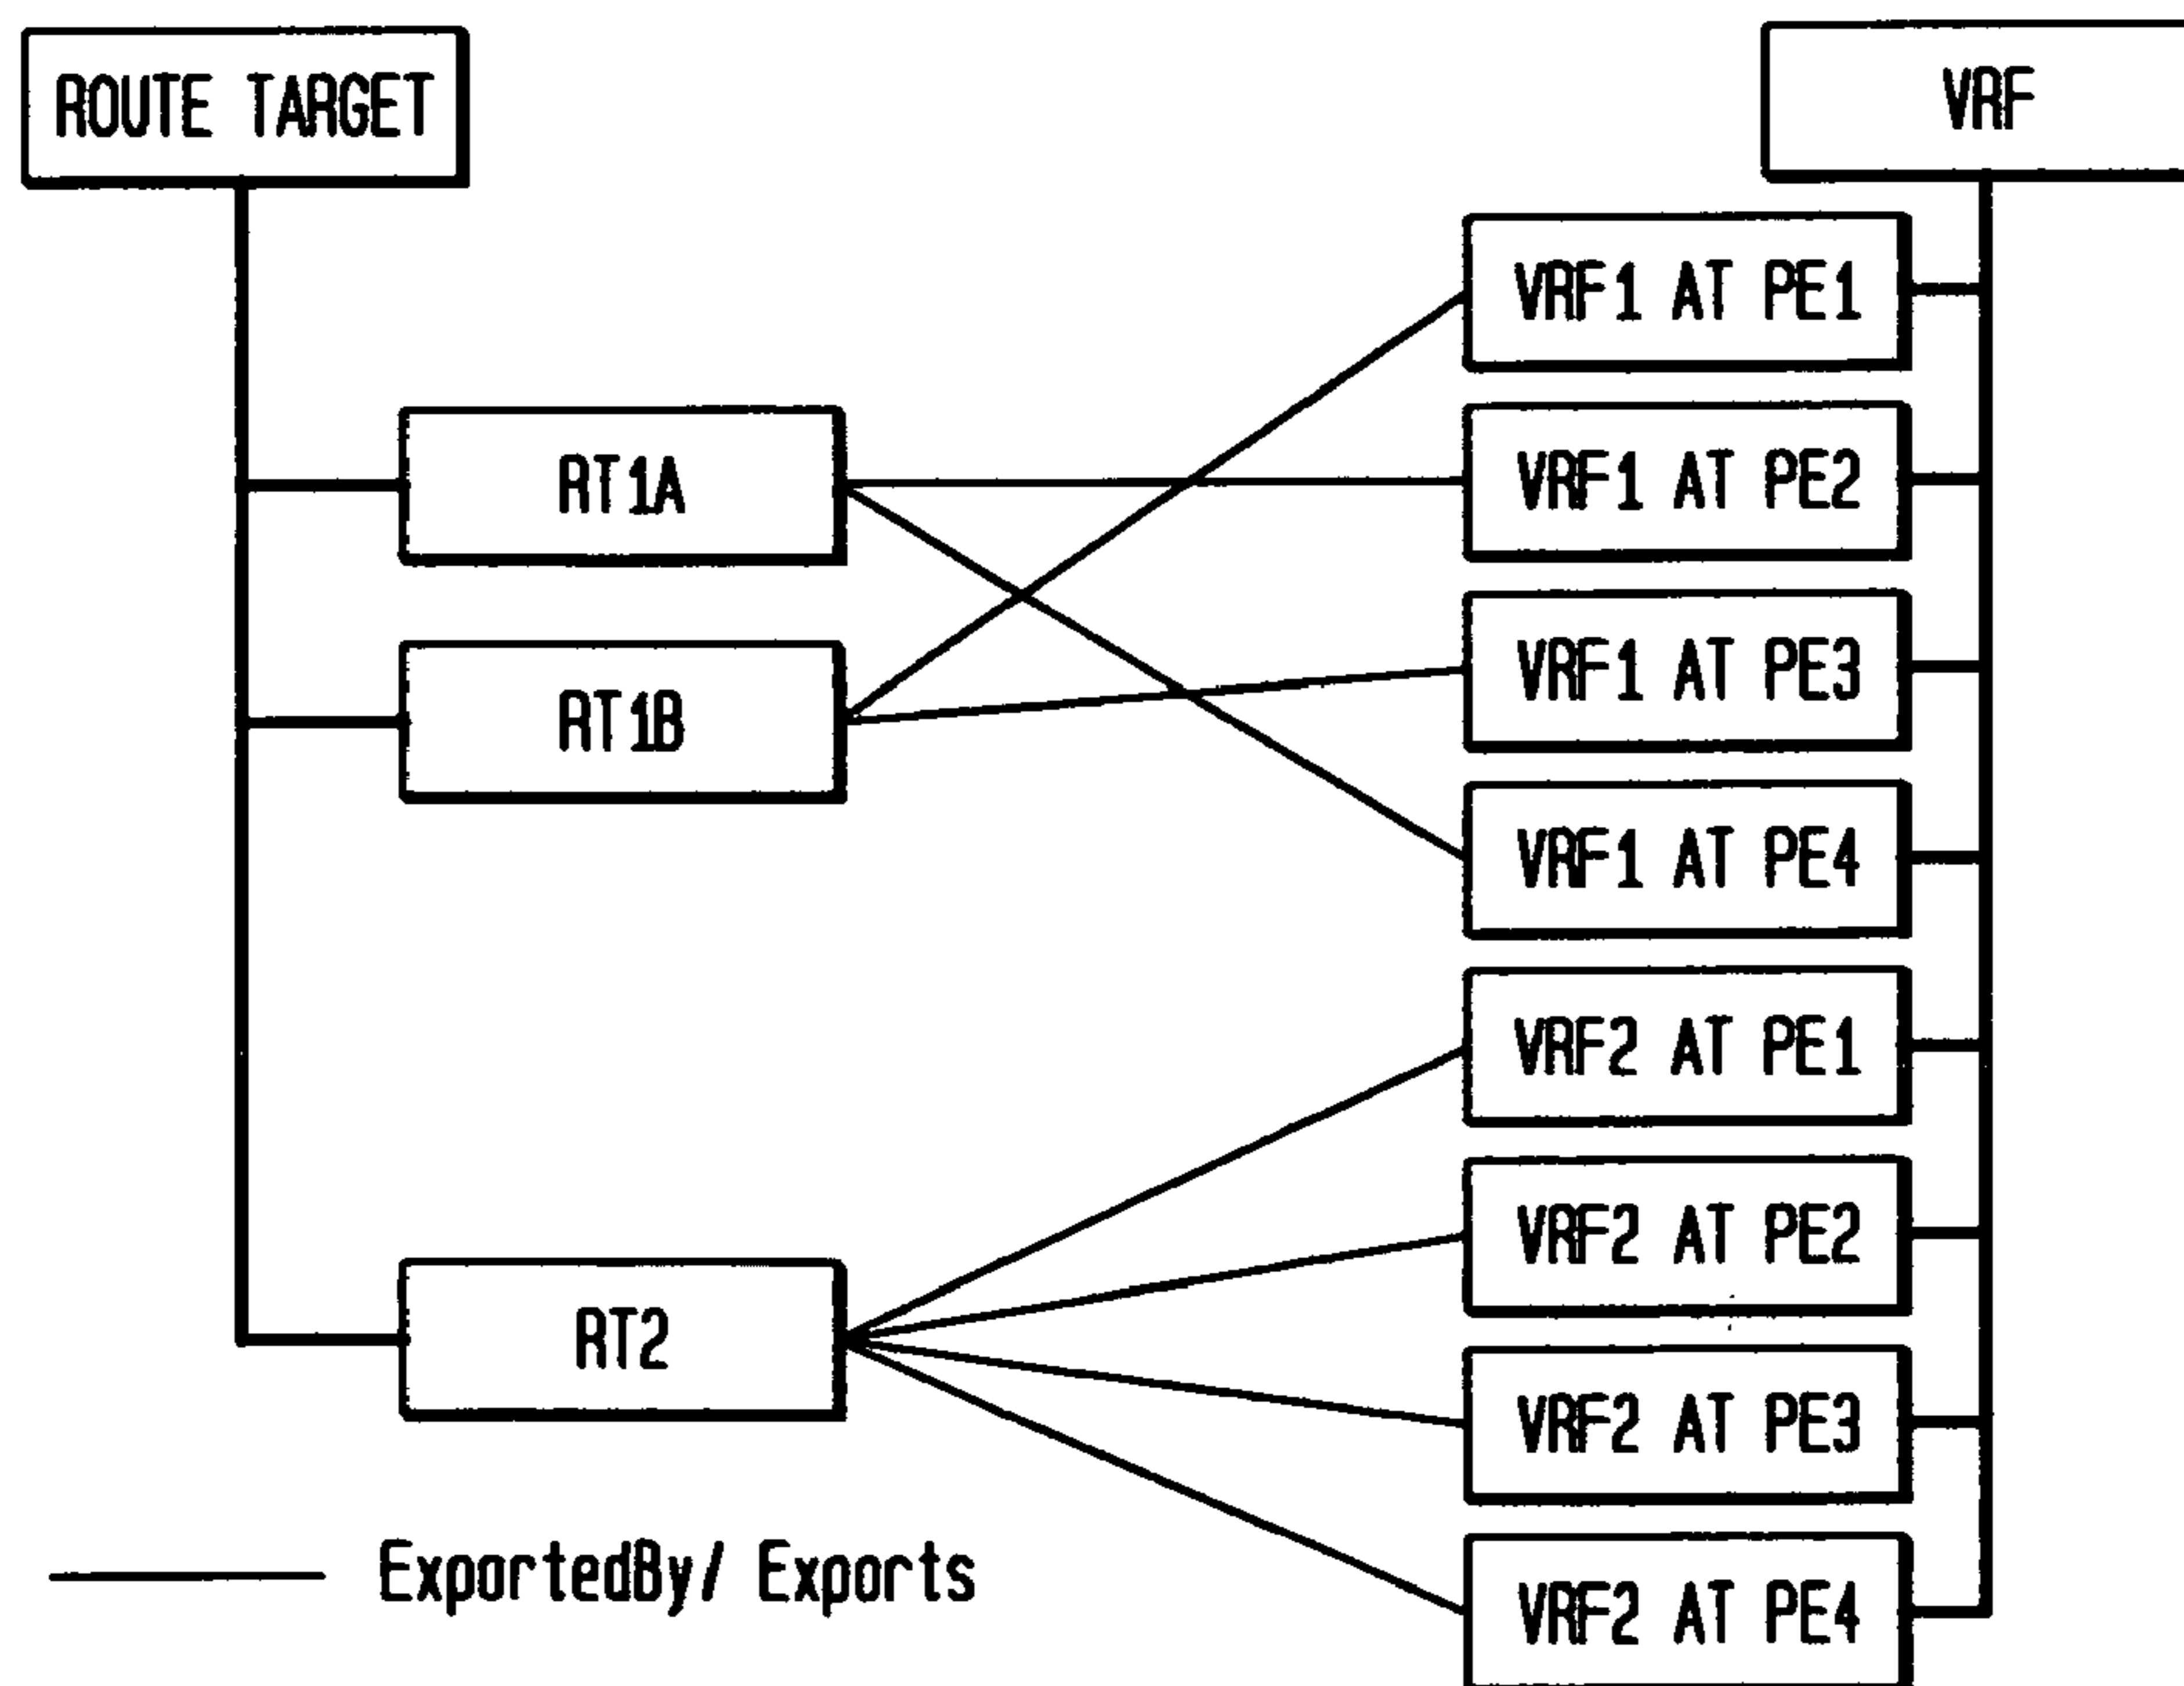 ROUTE TARGET
VRF
VRF1 AT PE1
RT1A
VRF1 AT PE2
RT1B
VRF1 AT PE3
VRF1 AT PE4
VRF2 AT PE1
VRF2 AT PE2
RT2
VRF2 AT PE3
ExportedBy/ Exports
VRF2 AT PE4